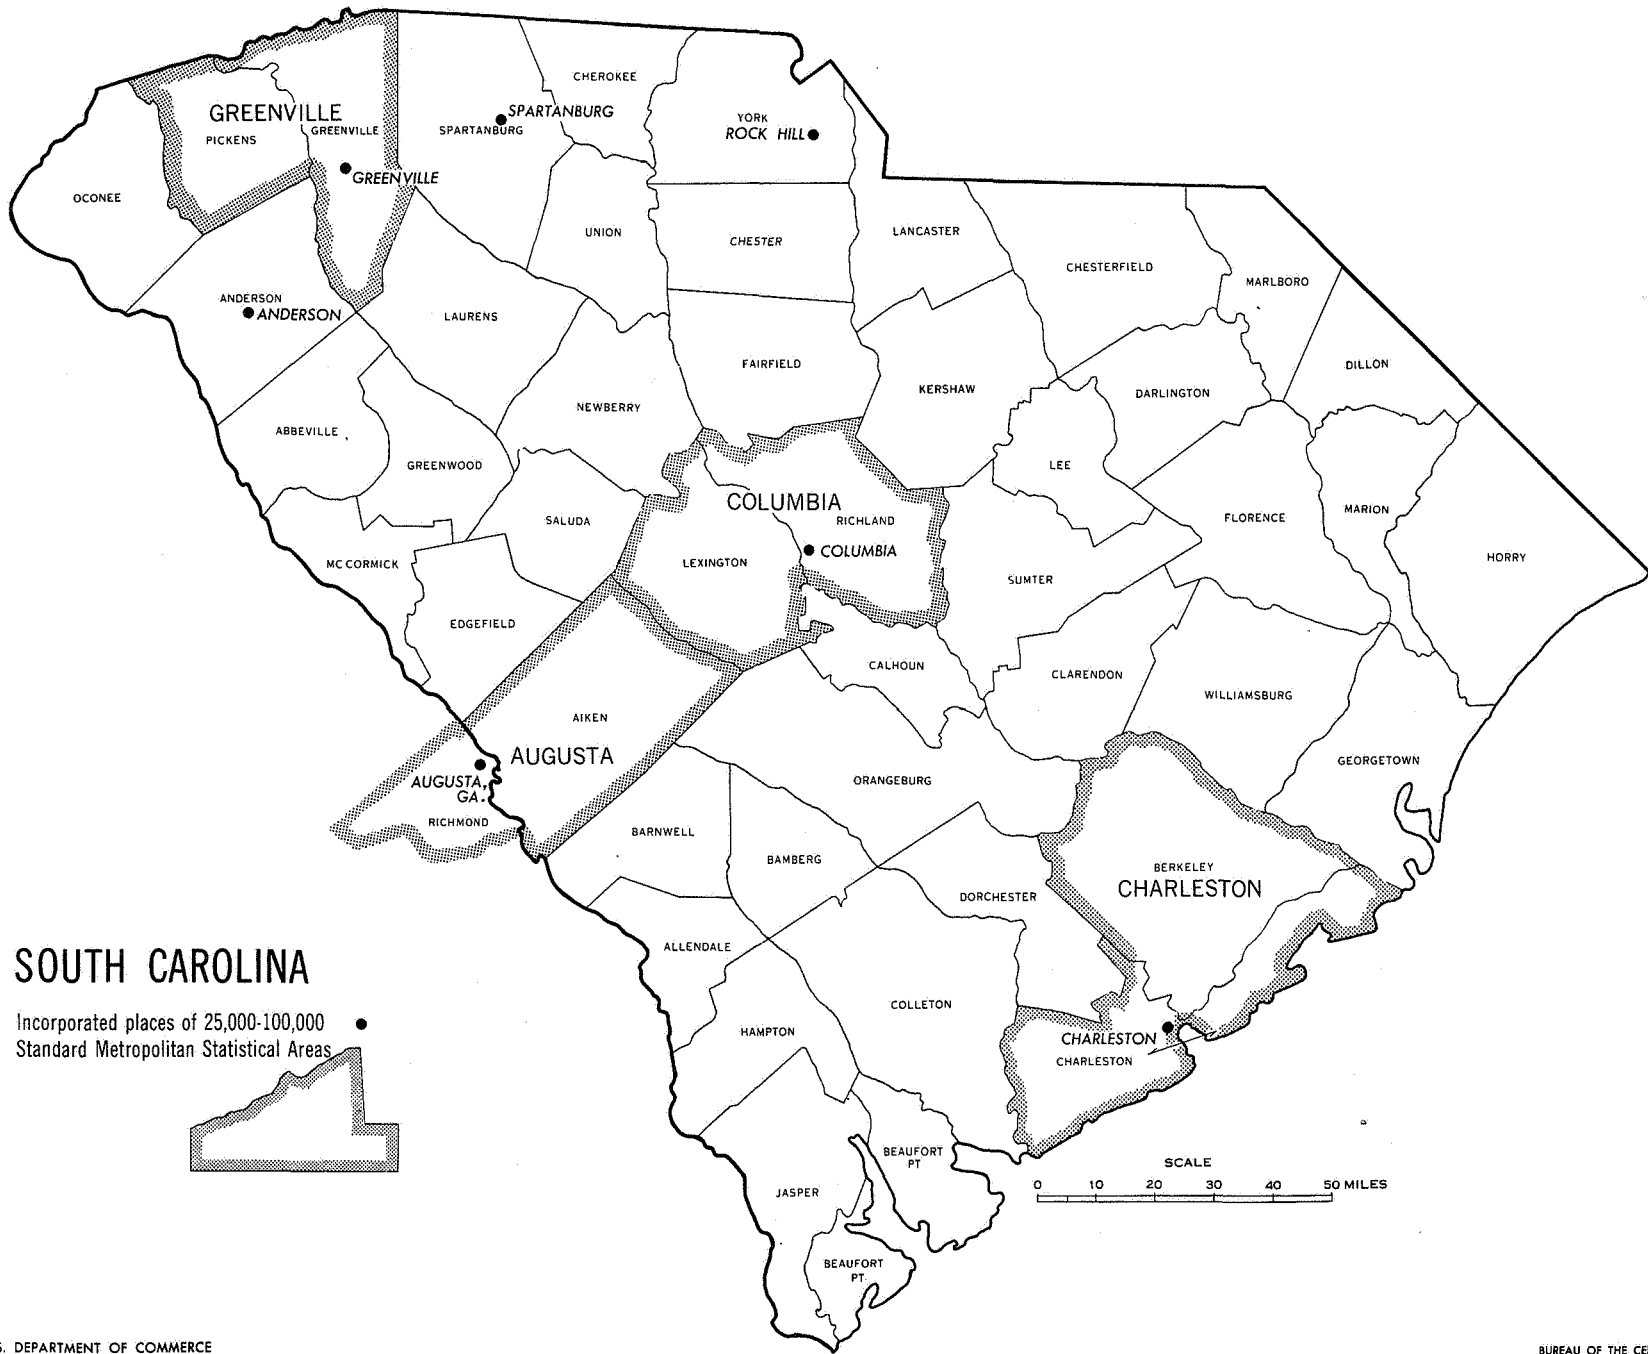 CHEROKEE
GREENVILLE
SPARTANBURG
YORK
PICKENS
GREENVILLE
SPARTANBURG
ROCK HILL
GREENVILLE
OCONEE
UNION
CHESTER
LANCASTER
CHESTERFIELD
MARLBORO
ANDERSON
ANDERSON
LAURENS
FAIRFIELD
DILLON
KERSHAW
DARLINGTON
NEWBERRY
ABBEVILLE
GREENWOOD
LEE
COLUMBIA
SALUDA
RICHLAND
FLORENCE
MARION
COLUMBIA
HORRY
MC CORMICK
LEXINGTON
SUMTER
EDGEFIELD
CALHOUN
CLARENDON
WILLIAMSBURG
AIKEN
AUGUSTA
GEORGETOWN
AUGUSTA,
GA.
ORANGEBURG
RICHMOND
BARNWELL
BAMBERG
BERKELEY
CHARLESTON
DORCHESTER
ALLENDALE
SOUTH CAROLINA
COLLETON
Incorporated places of 25,000-100,000
HAMPTON
CHARLESTON
Standard Metropolitan Statistical Areas
CHARLESTON
BEAUFORT
PT
SCALE
0 10 20 30 40 50 MILES
JASPER
BEAUFORT
PT.
S. DEPARTMENT OF COMMERCE
BUREAU OF THE CE